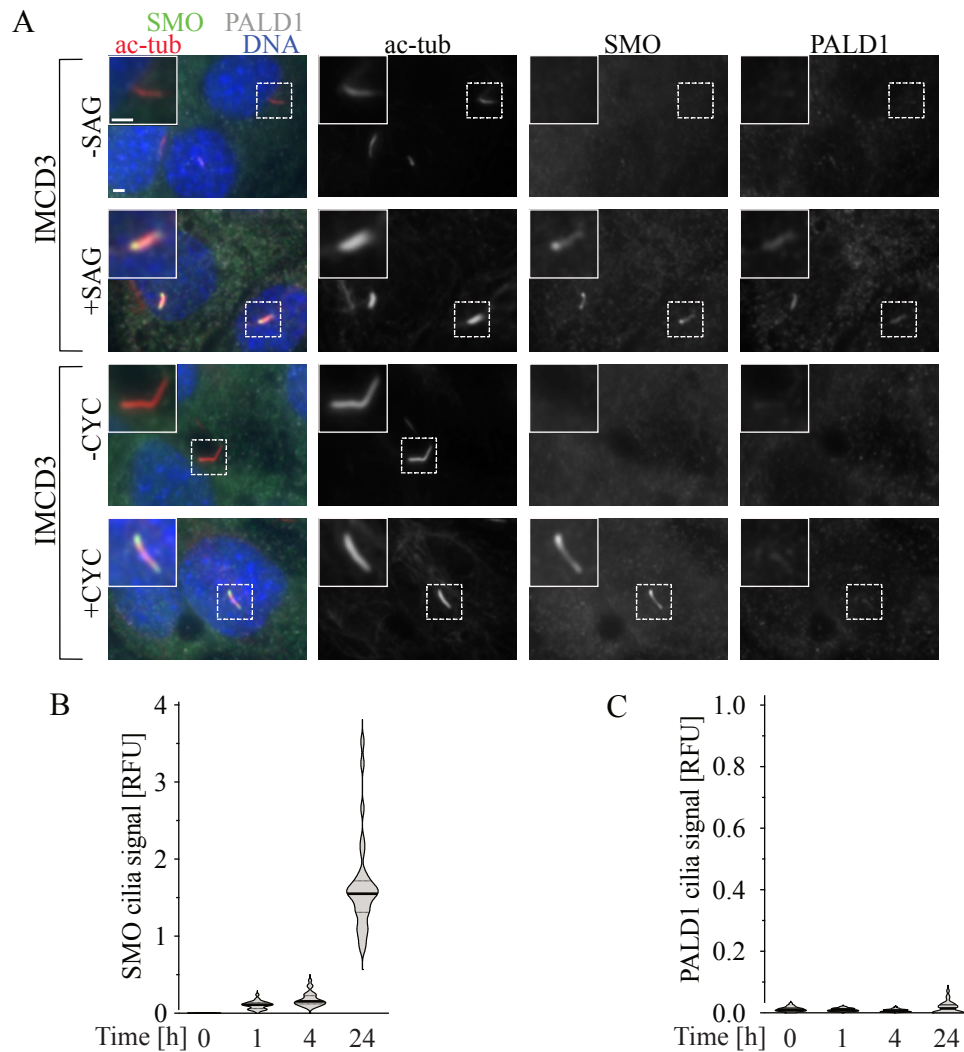 A
SMO PALD1
ac-tub DNA ac-tub SMO PALD1
IMCD3
-SAG
+SAG
IMCD3
-CYC
+CYC
B
SMO cilia signal [RFU]
4
3
2
1
0
Time [h] 0 1 4 24
C
PALD1 cilia signal [RFU]
1.0
0.8
0.6
0.4
0.2
0.0
Time [h] 0 1 4 24